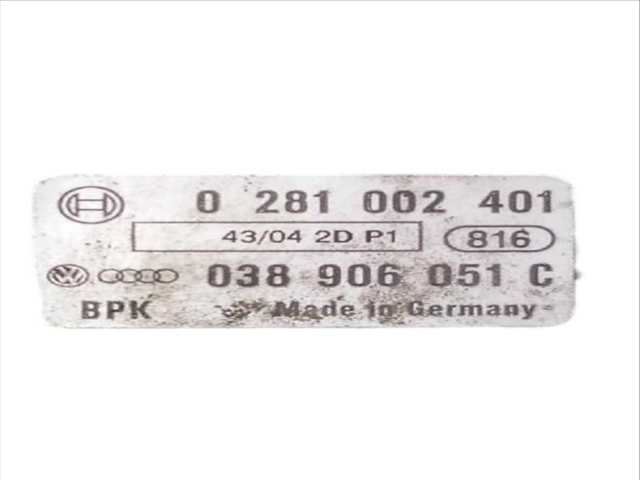 0 281 002 401
43/04 2D P1 816
038 906 051 C
BPK Made in Germany